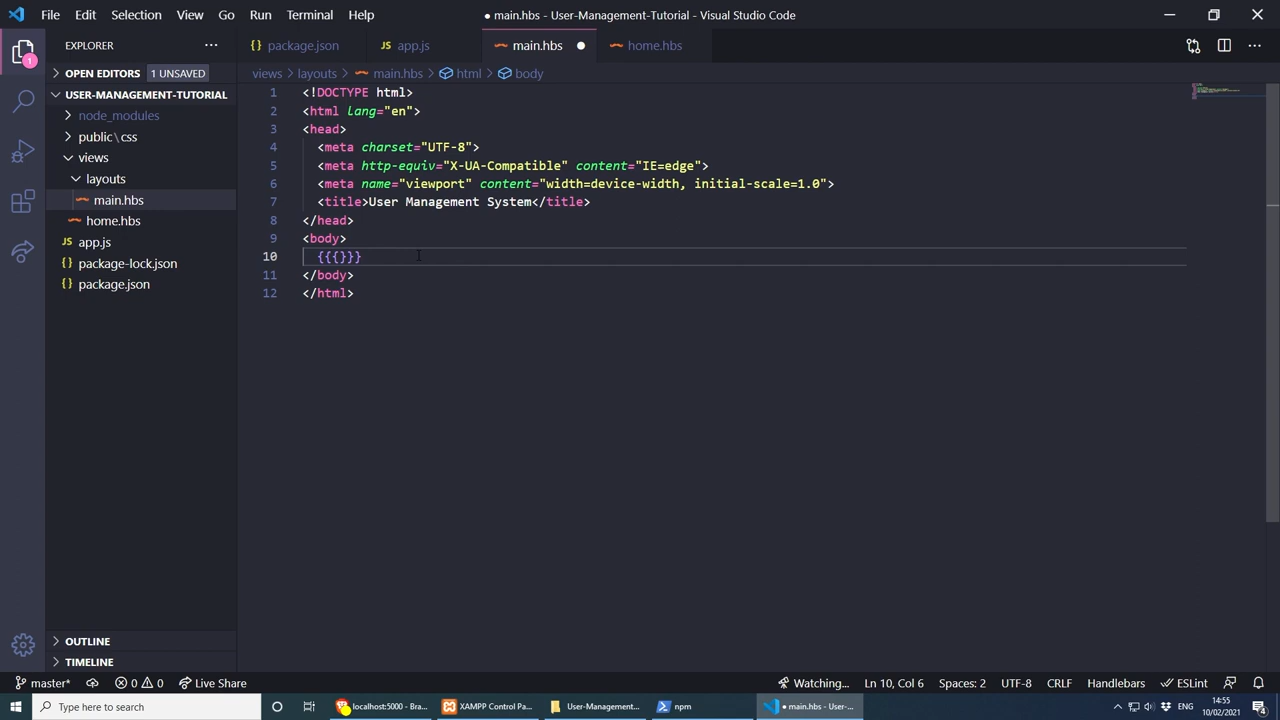 File Edit Selection View Go Run Terminal Help
● main.hbs - User-Management-Tutorial - Visual Studio Code
EXPLORER
package.json
app.js
main.hbs
home.hbs
OPEN EDITORS 1 UNSAVED
views > layouts > main.hbs > html > body
USER-MANAGEMENT-TUTORIAL
node_modules
public\css
views
layouts
main.hbs
home.hbs
app.js
package-lock.json
package.json
1 <!DOCTYPE html>
2 <html lang="en">
3 <head>
4 <meta charset="UTF-8">
5 <meta http-equiv="X-UA-Compatible" content="IE=edge">
6 <meta name="viewport" content="width=device-width, initial-scale=1.0">
7 <title>User Management System</title>
8 </head>
9 <body>
10 {{{}}}
11 </body>
12 </html>
OUTLINE
TIMELINE
1
master* 0 0 Live Share
Watching... Ln 10, Col 6 Spaces: 2 UTF-8 CRLF Handlebars ESLint
Type here to search
localhost:5000 - Bra...
XAMPP Control Pa...
User-Management...
npm
● main.hbs - User-...
ENG
14:55
10/02/2021
4